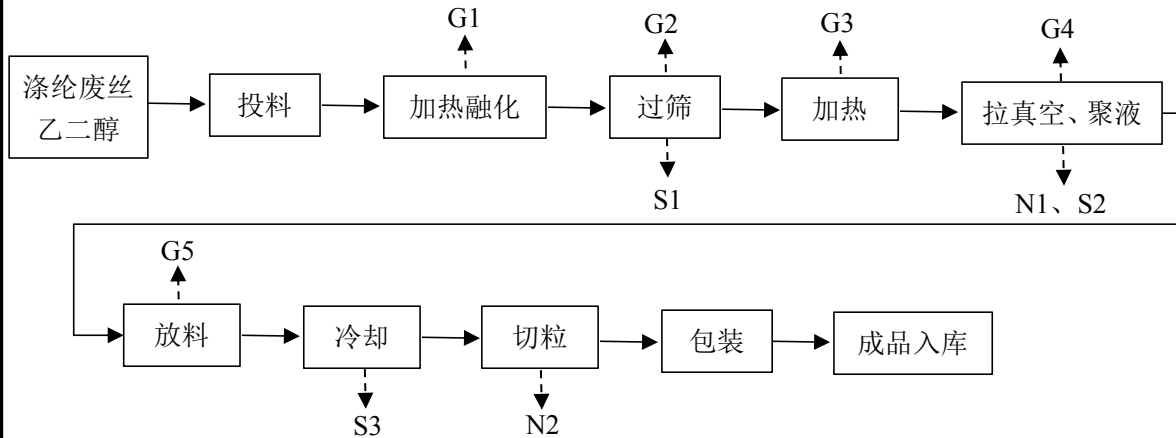 G1
G2
G3
G4
涤纶废丝
乙二醇
投料
加热融化
过筛
加热
拉真空、聚液
S1
N1、S2
G5
放料
冷却
切粒
包装
成品入库
S3
N2